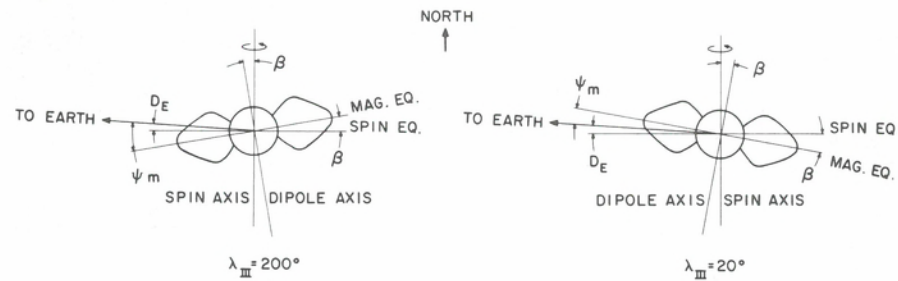 NORTH
β
D_E
TO EARTH
MAG. EQ.
SPIN EQ.
β
ψ_m
SPIN AXIS
DIPOLE AXIS
λ_III = 200°
β
ψ_m
TO EARTH
SPIN EQ
D_E
β
MAG. EQ.
DIPOLE AXIS
SPIN AXIS
λ_III = 20°